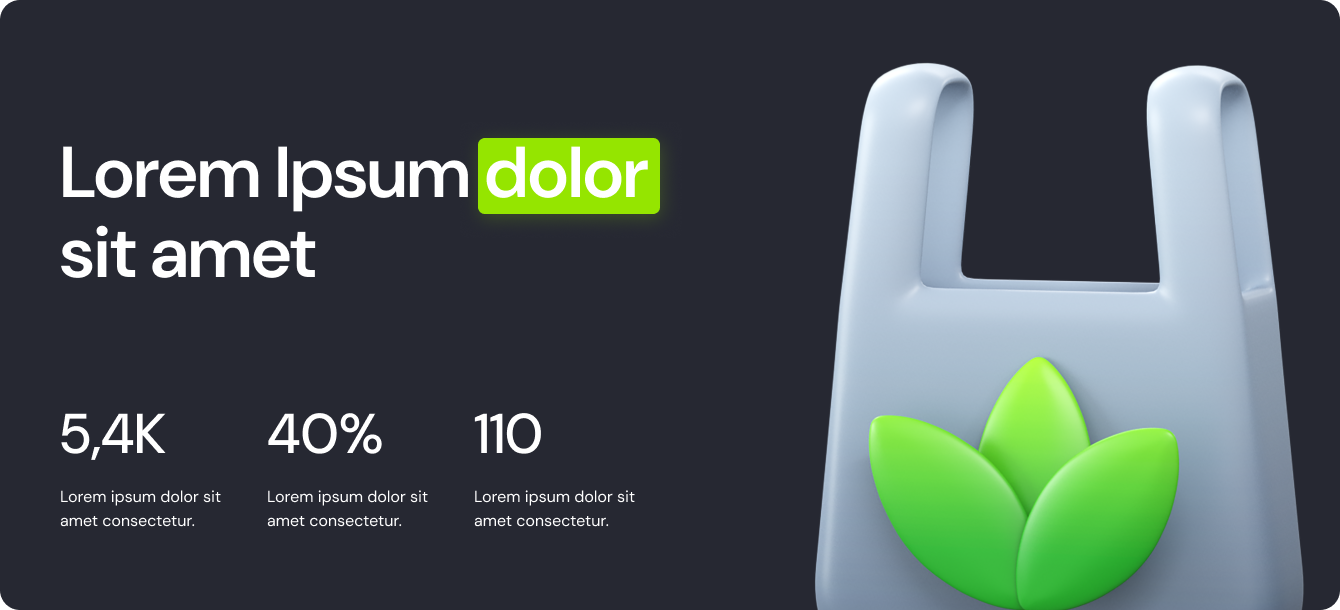 Lorem Ipsum dolor
sit amet
5,4K
40%
110
Lorem ipsum dolor sit
amet consectetur.
Lorem ipsum dolor sit
amet consectetur.
Lorem ipsum dolor sit
amet consectetur.